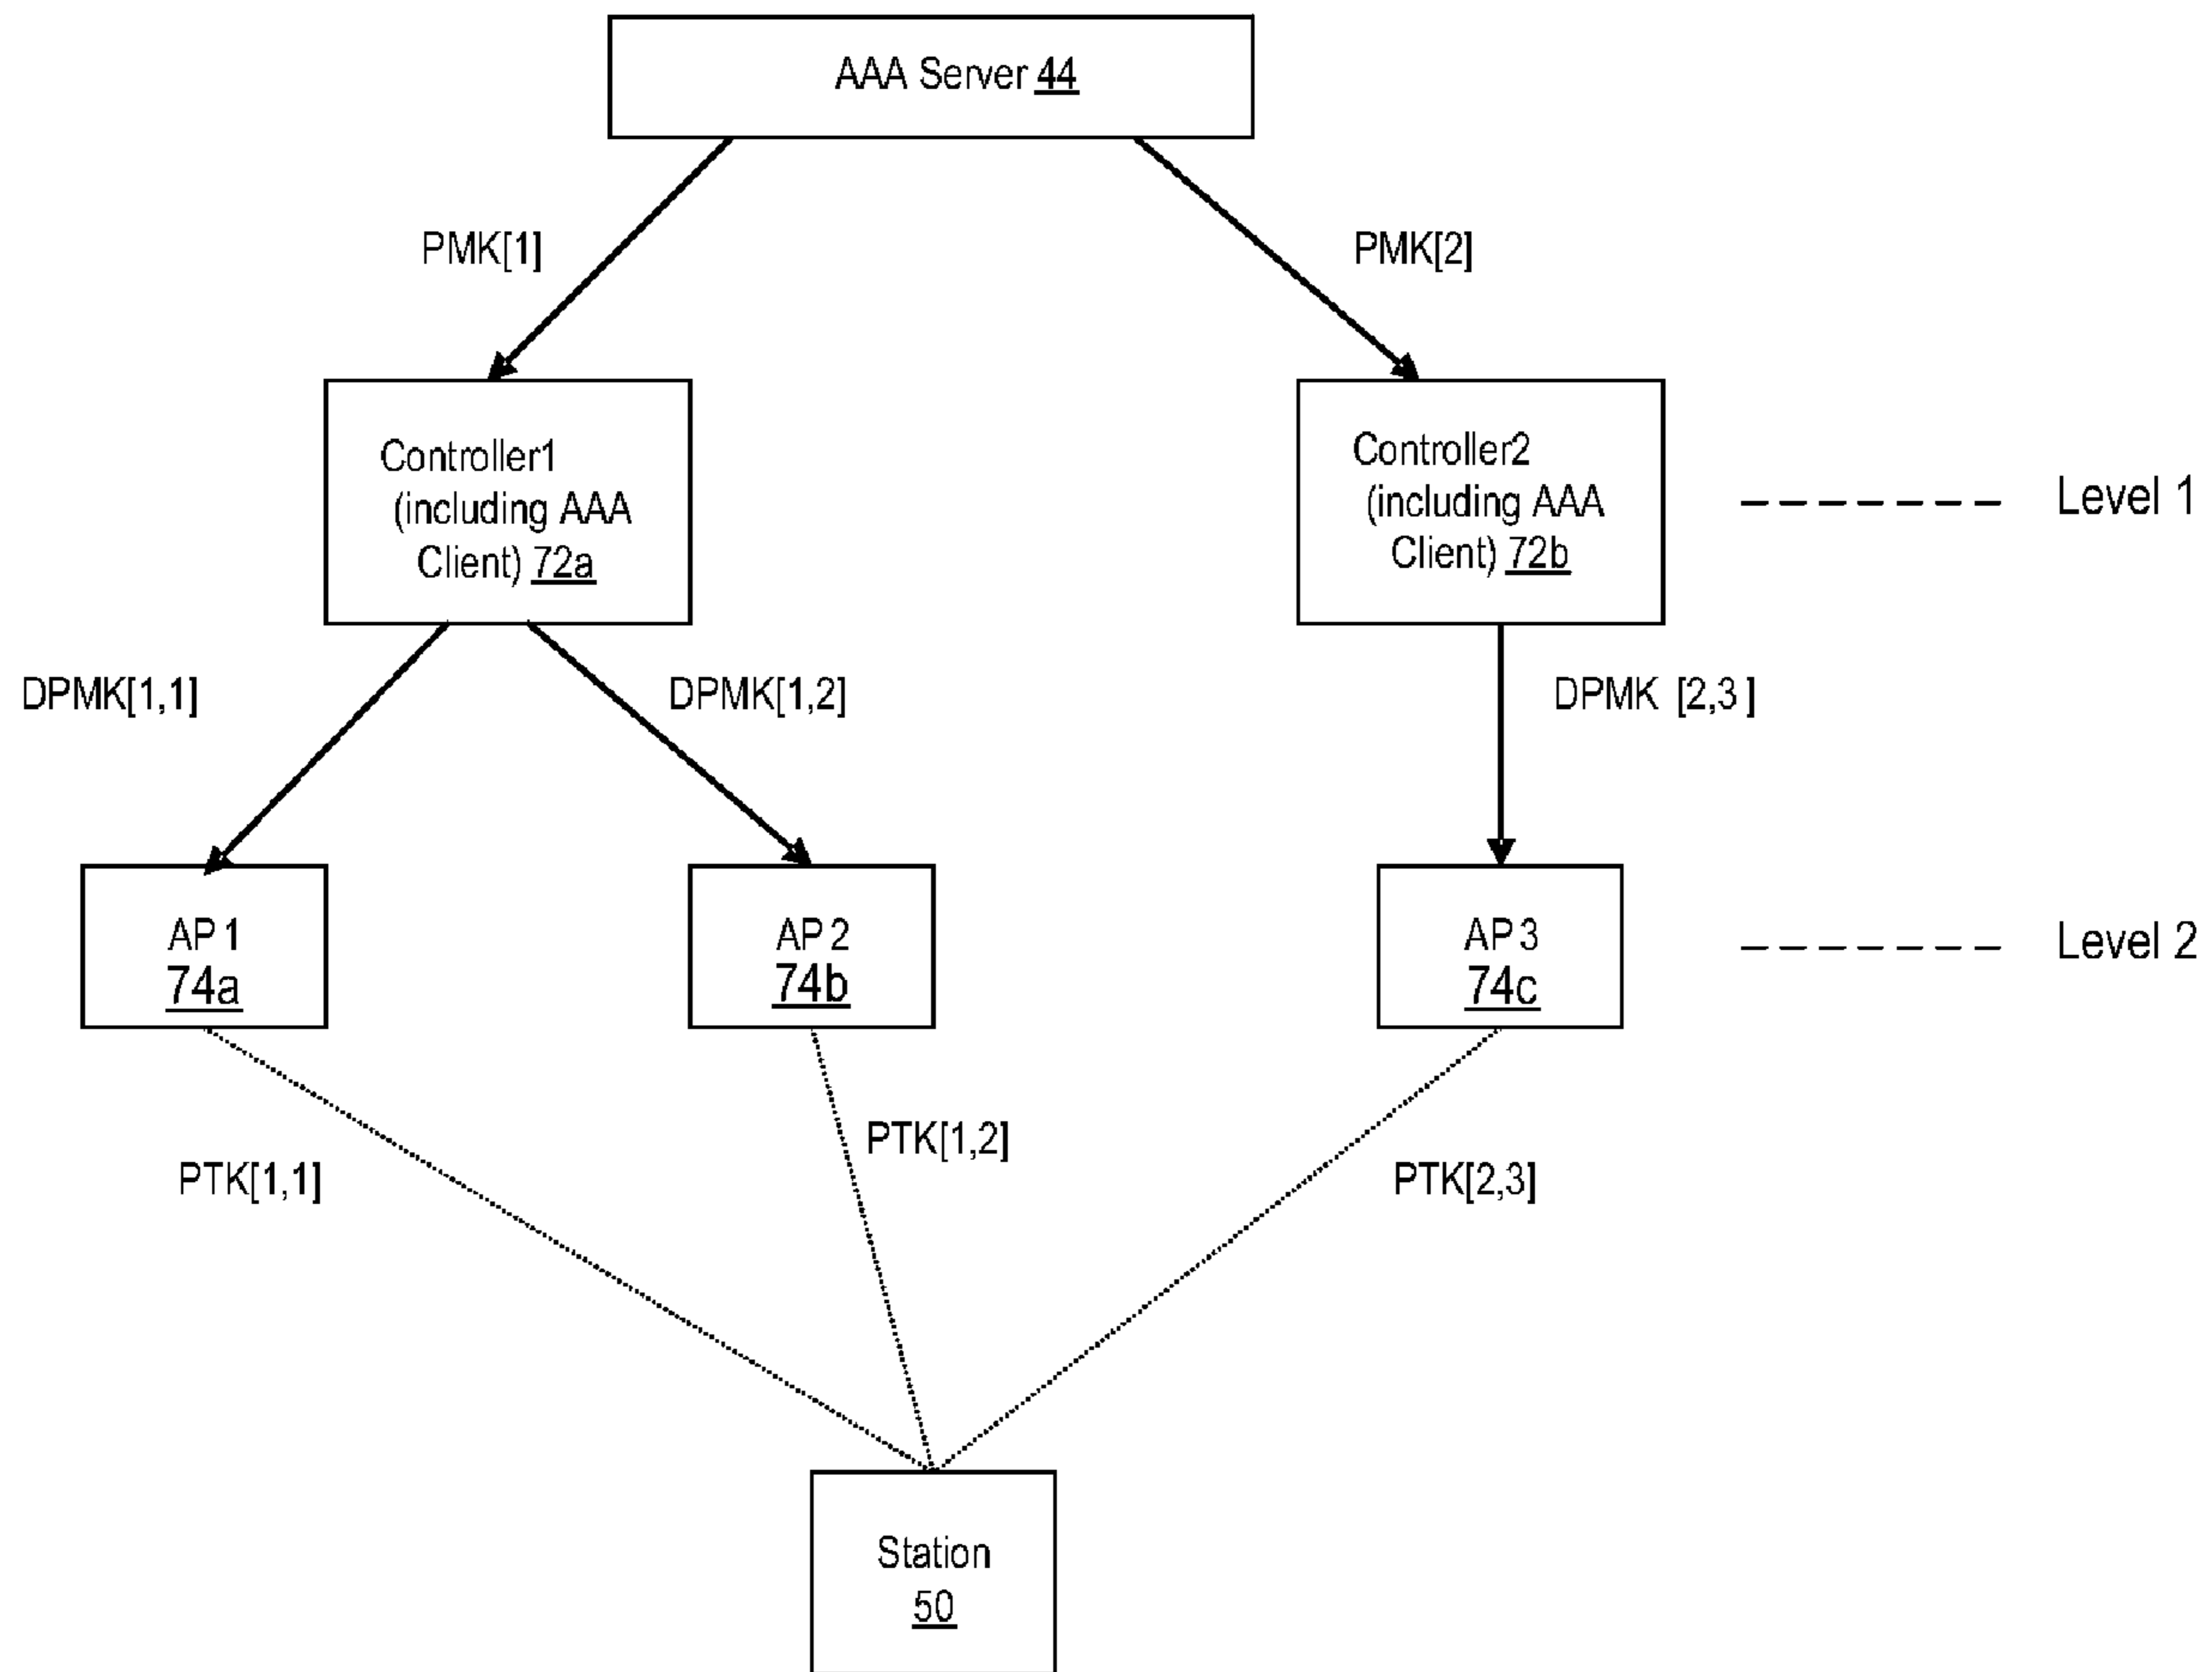 AAA Server 44
PMK[1]
PMK[2]
Controller1
(including AAA
Client) 72a
Controller2
(including AAA
Client) 72b
Level 1
DPMK[1,1]
DPMK[1,2]
DPMK [2,3 ]
AP 1
74a
AP 2
74b
AP 3
74c
Level 2
PTK[1,1]
PTK[1,2]
PTK[2,3]
Station
50